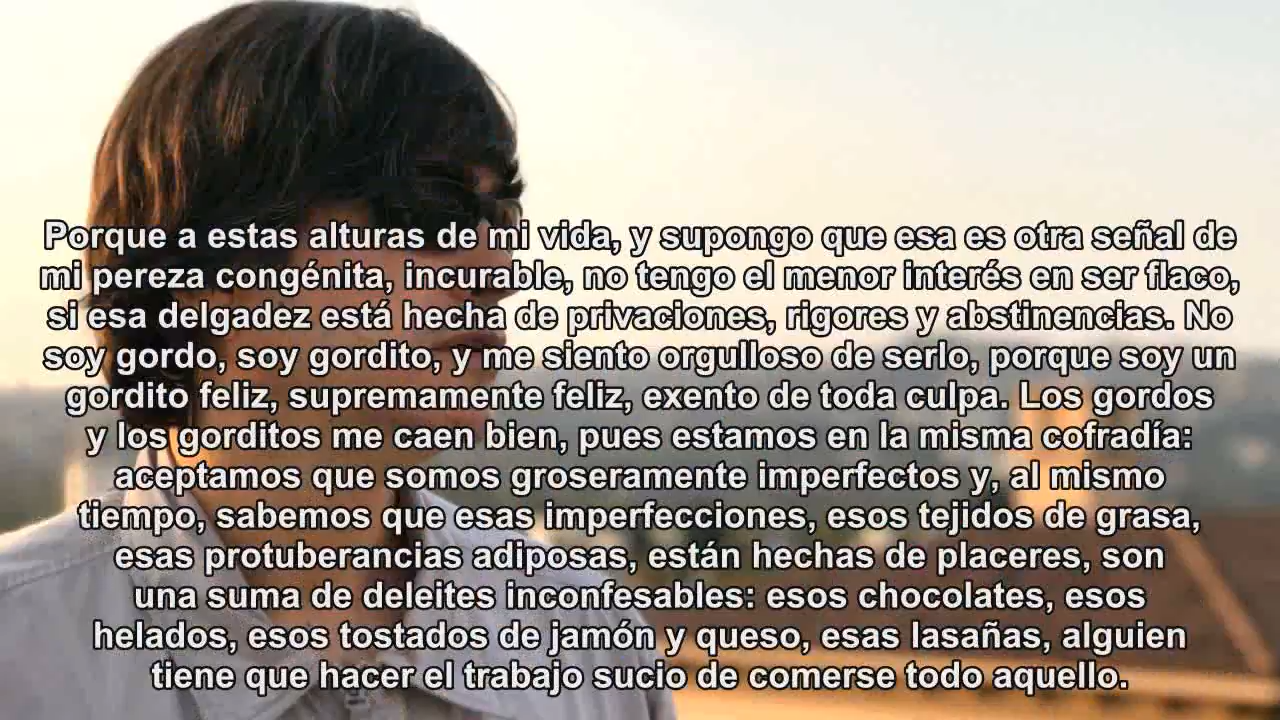 Porque a estas alturas de mi vida, y supongo que esa es otra señal de
mi pereza congénita, incurable, no tengo el menor interés en ser flaco,
si esa delgadez está hecha de privaciones, rigores y abstinencias. No
soy gordo, soy gordito, y me siento orgulloso de serlo, porque soy un
gordito feliz, supremamente feliz, exento de toda culpa. Los gordos
y los gorditos me caen bien, pues estamos en la misma cofradía:
aceptamos que somos groseramente imperfectos y, al mismo
tiempo, sabemos que esas imperfecciones, esos tejidos de grasa,
esas protuberancias adiposas, están hechas de placeres, son
una suma de deleites inconfesables: esos chocolates, esos
helados, esos tostados de jamón y queso, esas lasañas, alguien
tiene que hacer el trabajo sucio de comerse todo aquello.